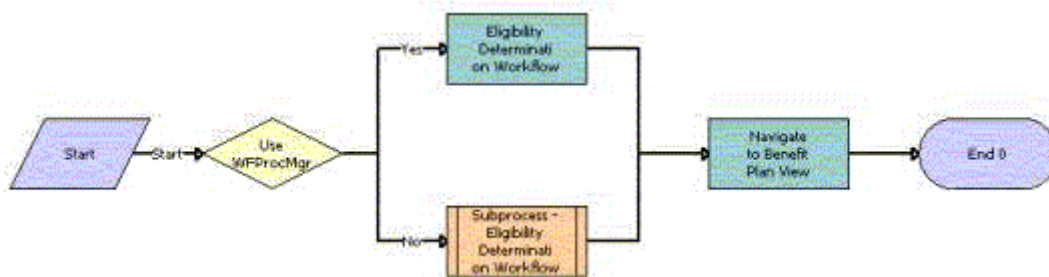 Start
Start
Use
WFProcMgr
Yes
Eligibility
Determinati
on Workflow
No
Subprocess -
Eligibility
Determinati
on Workflow
Navigate
to Benefit
Plan View
End 0